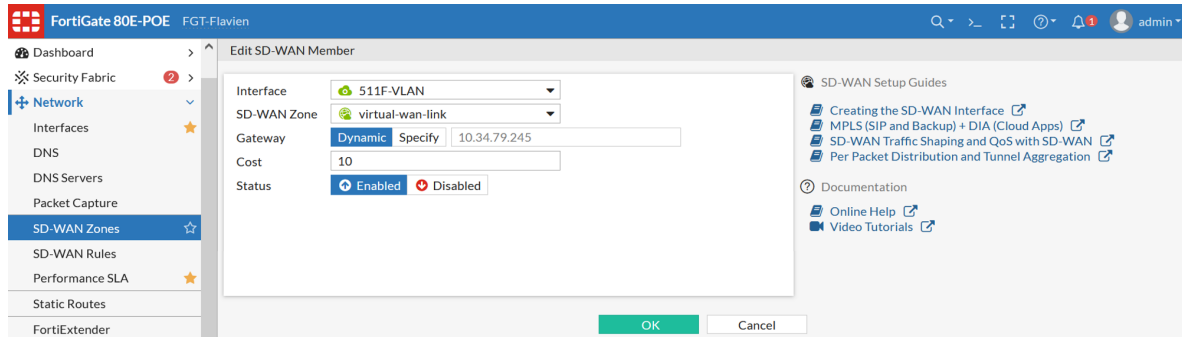 FortiGate 80E-POE FGT-Flavien
>_ 1 admin
Dashboard
Security Fabric 2
Network
Interfaces
DNS
DNS Servers
Packet Capture
SD-WAN Zones
SD-WAN Rules
Performance SLA
Static Routes
FortiExtender
Edit SD-WAN Member
Interface 511F-VLAN
SD-WAN Zone virtual-wan-link
Gateway Dynamic Specify 10.34.79.245
Cost 10
Status Enabled Disabled
OK Cancel
SD-WAN Setup Guides
Creating the SD-WAN Interface
MPLS (SIP and Backup) + DIA (Cloud Apps)
SD-WAN Traffic Shaping and QoS with SD-WAN
Per Packet Distribution and Tunnel Aggregation
Documentation
Online Help
Video Tutorials